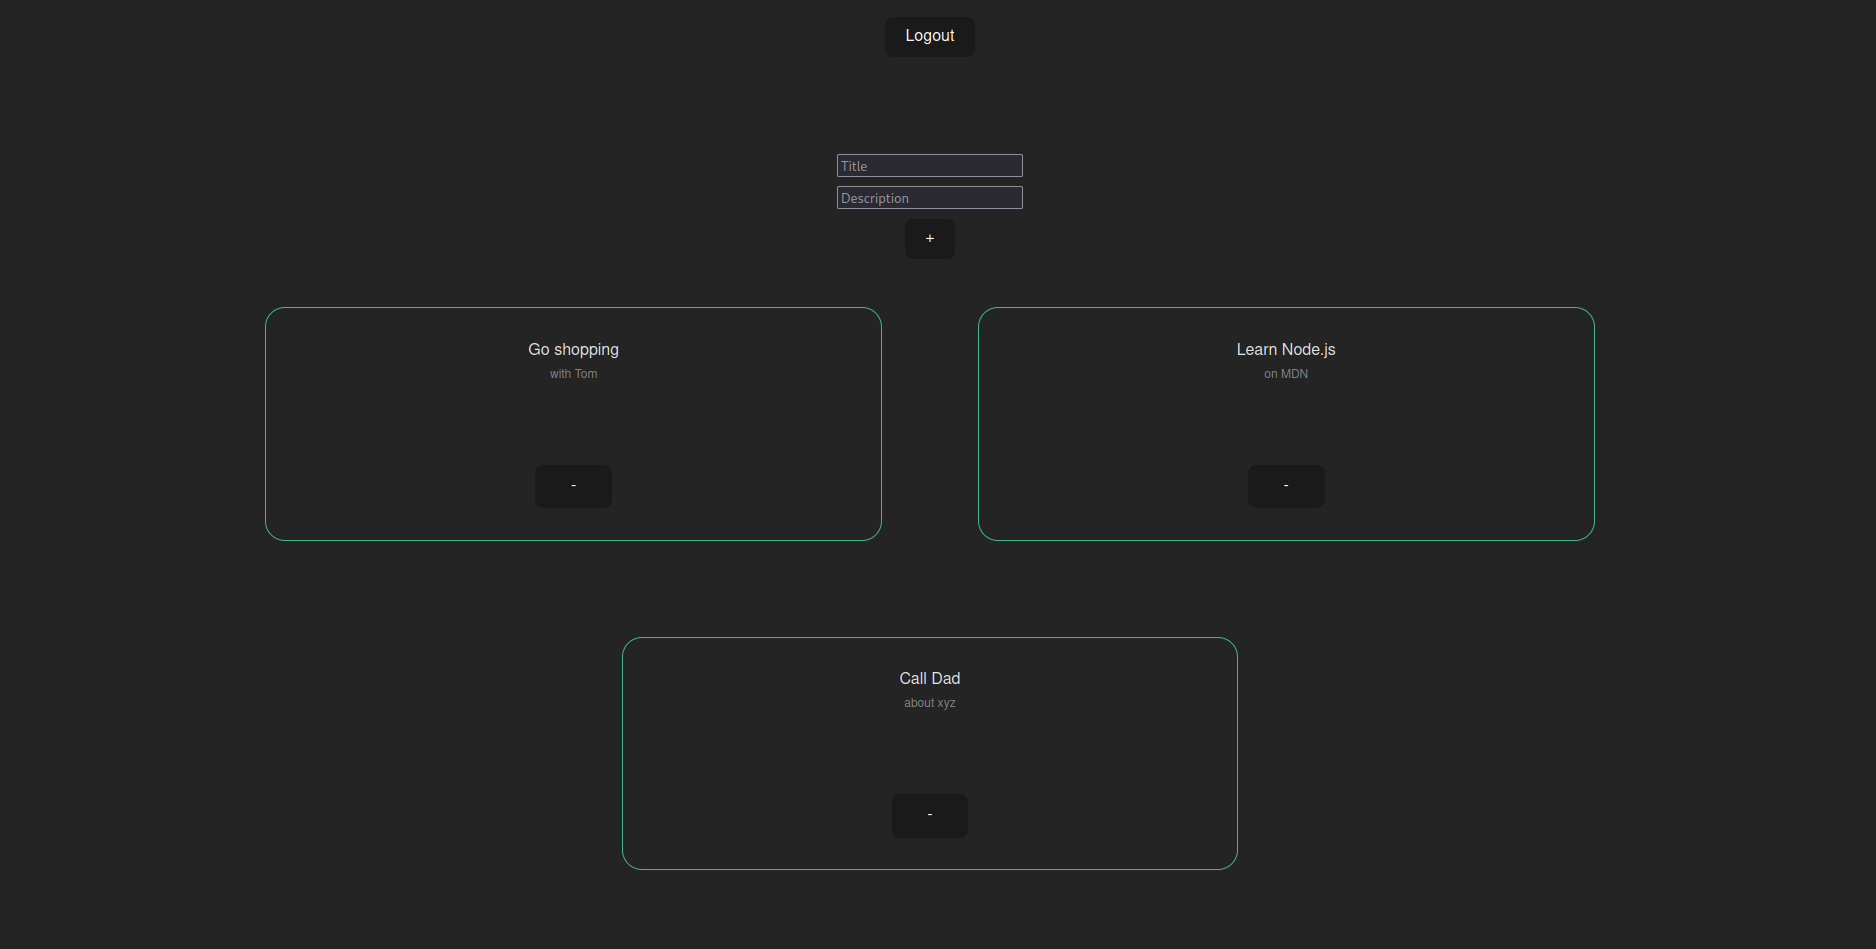 Logout
Title
Description
+
Go shopping
with Tom
-
Learn Node.js
on MDN
-
Call Dad
about xyz
-